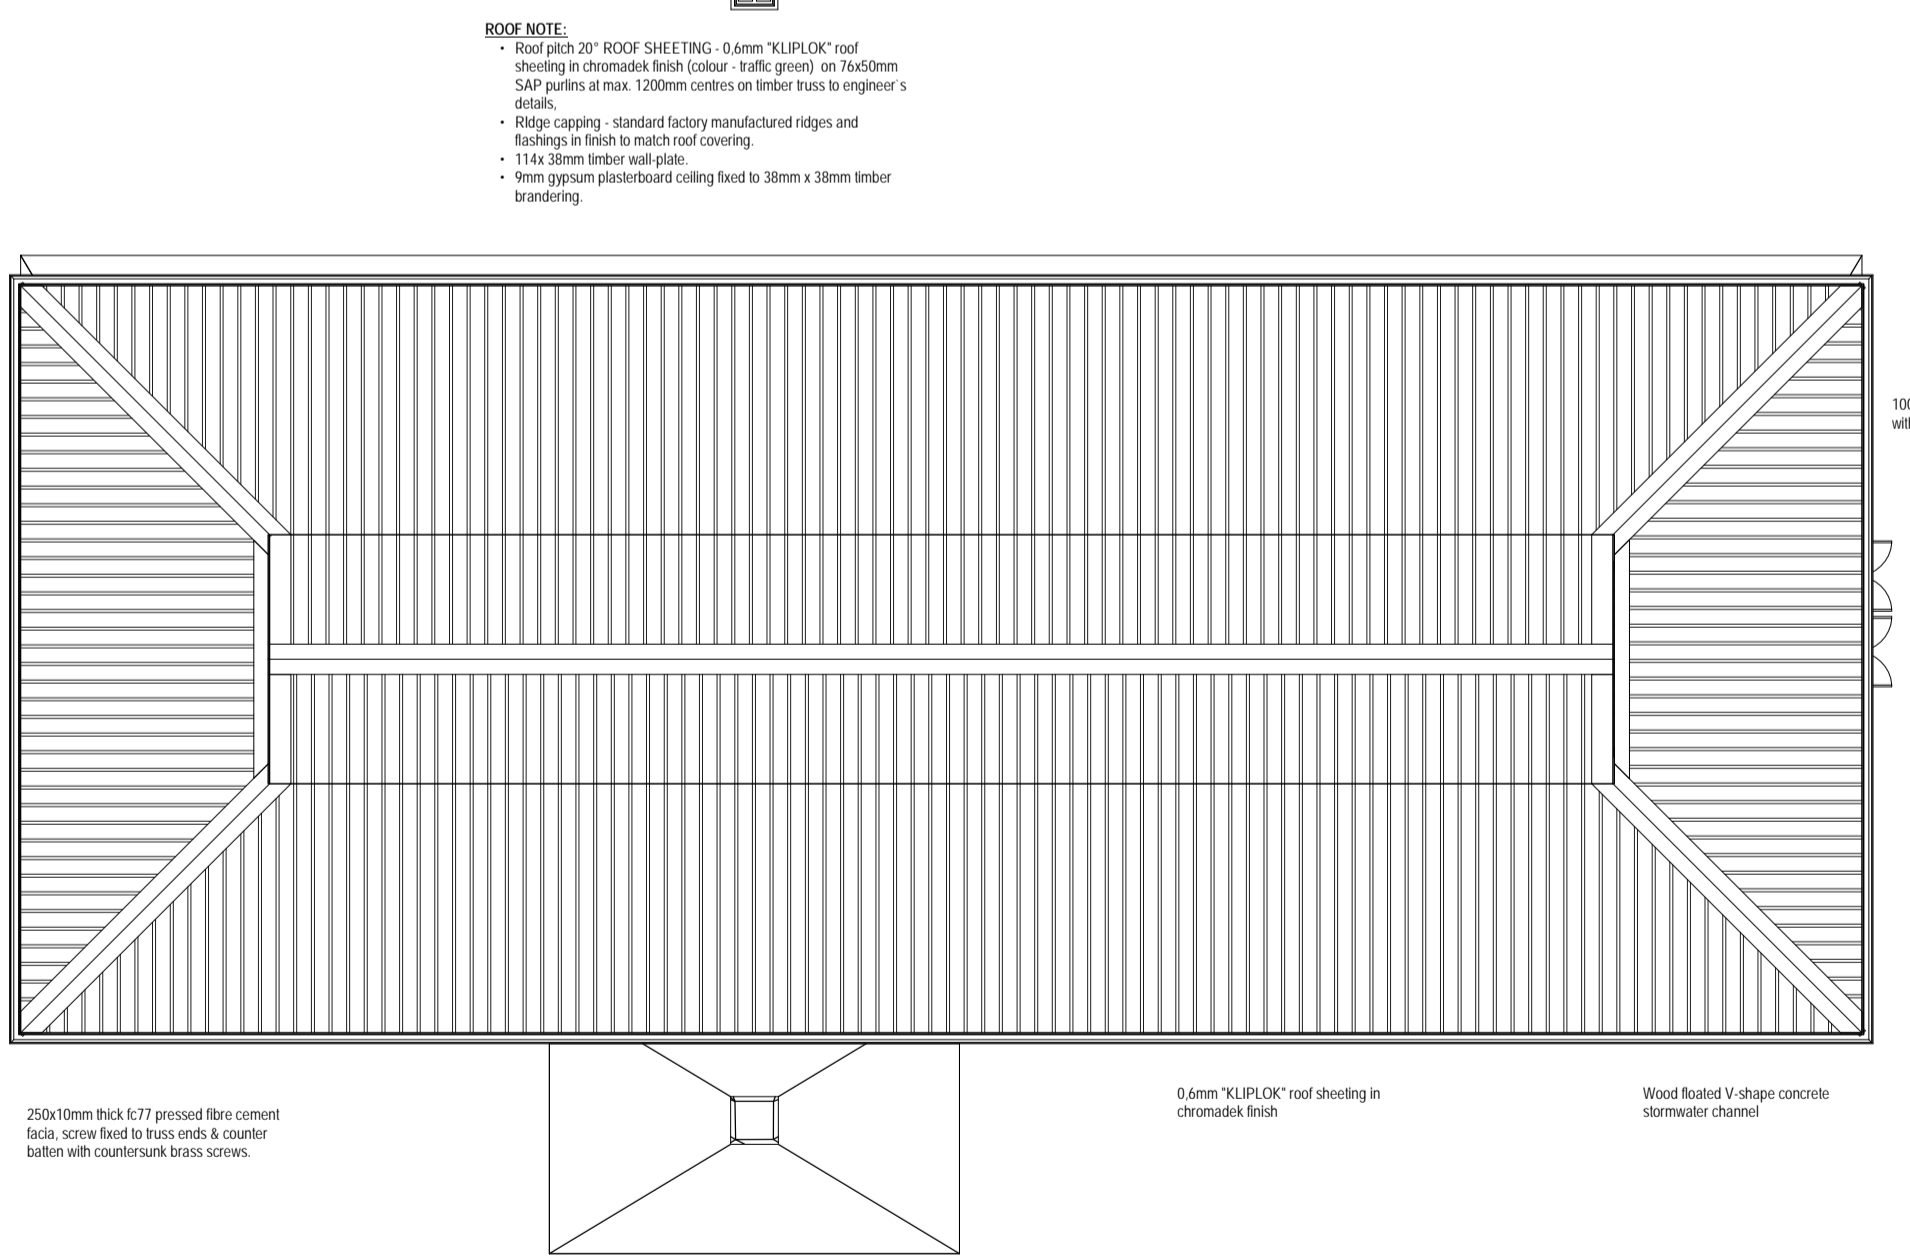 ROOF NOTE:
• Roof pitch 20° ROOF SHEETING - 0,6mm "KLIPLOK" roof
sheeting in chromadek finish (colour - traffic green) on 76x50mm
SAP purlins at max. 1200mm centres on timber truss to engineer`s
details,
• RIdge capping - standard factory manufactured ridges and
flashings in finish to match roof covering.
• 114x 38mm timber wall-plate.
• 9mm gypsum plasterboard ceiling fixed to 38mm x 38mm timber
brandering.
250x10mm thick fc77 pressed fibre cement
facia, screw fixed to truss ends & counter
batten with countersunk brass screws.
0,6mm "KLIPLOK" roof sheeting in
chromadek finish
Wood floated V-shape concrete
stormwater channel